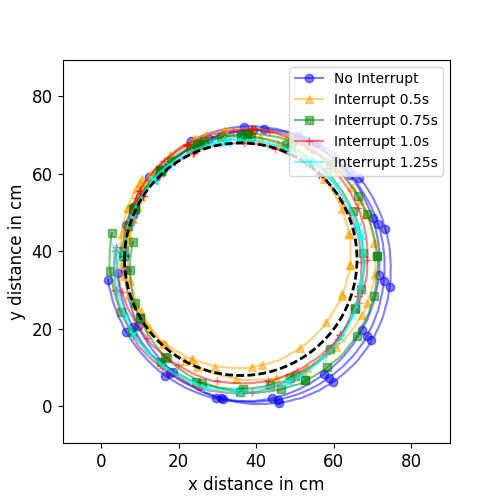 No Interrupt
Interrupt 0.5s
Interrupt 0.75s
Interrupt 1.0s
Interrupt 1.25s
80
60
40
20
0
y distance in cm
0 20 40 60 80
x distance in cm